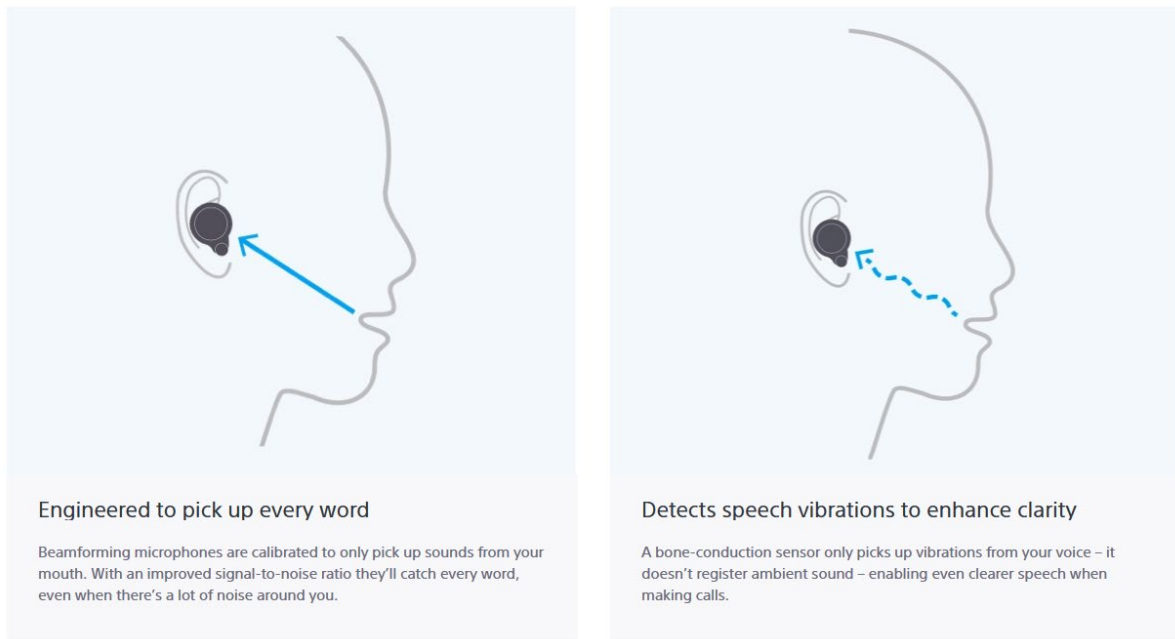 Engineered to pick up every word
Beamforming microphones are calibrated to only pick up sounds from your
mouth. With an improved signal-to-noise ratio they’ll catch every word,
even when there’s a lot of noise around you.
Detects speech vibrations to enhance clarity
A bone-conduction sensor only picks up vibrations from your voice – it
doesn’t register ambient sound – enabling even clearer speech when
making calls.